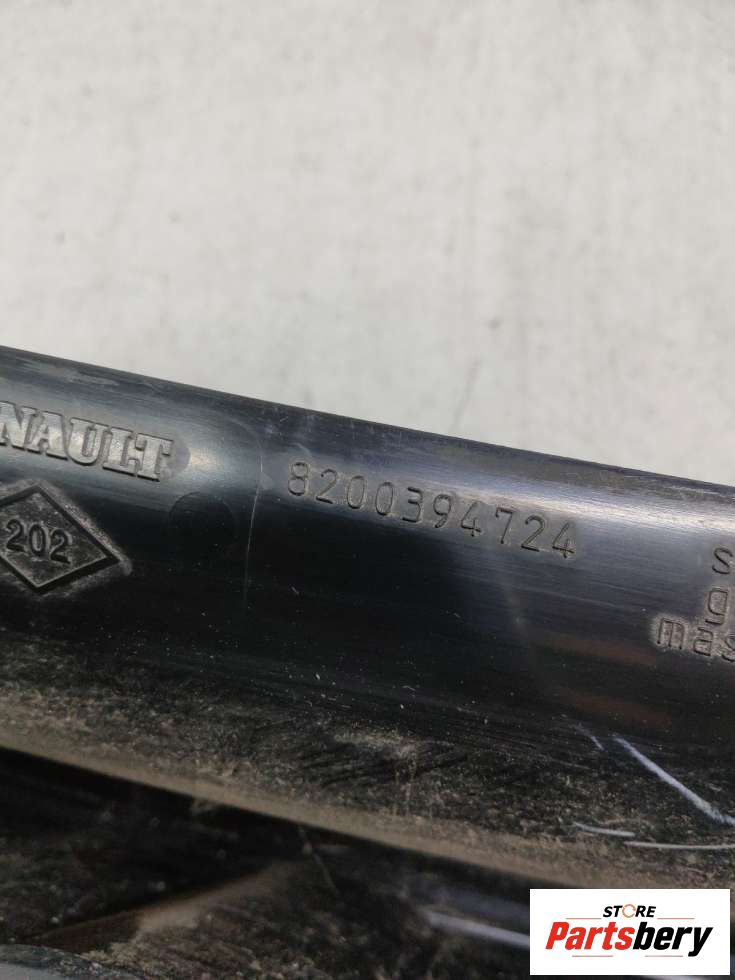 NAULT
8200394724
202
s
g
mas
STORE
Partsbery